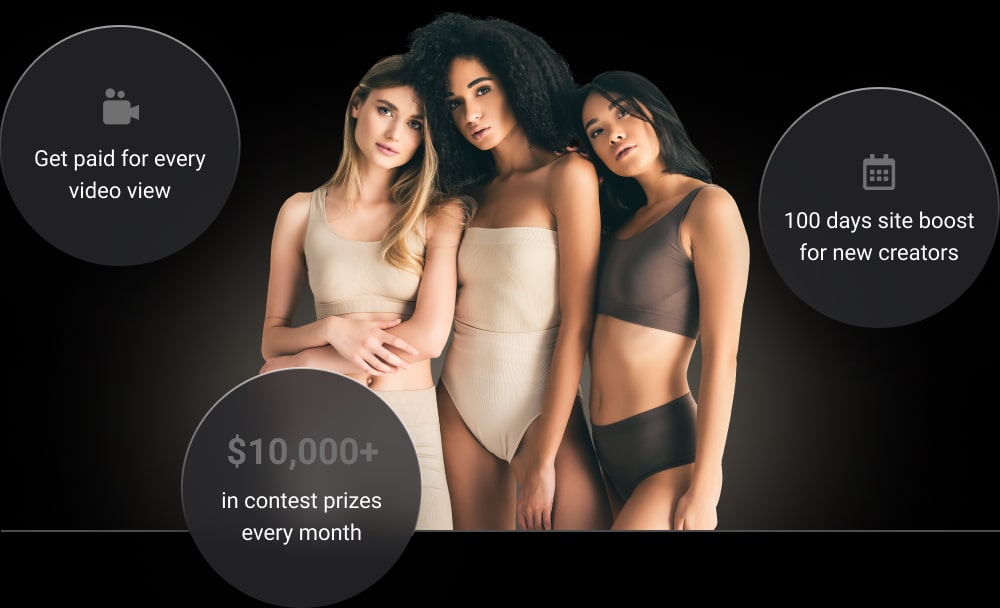 Get paid for every
video view
100 days site boost
for new creators
$10,000+
in contest prizes
every month